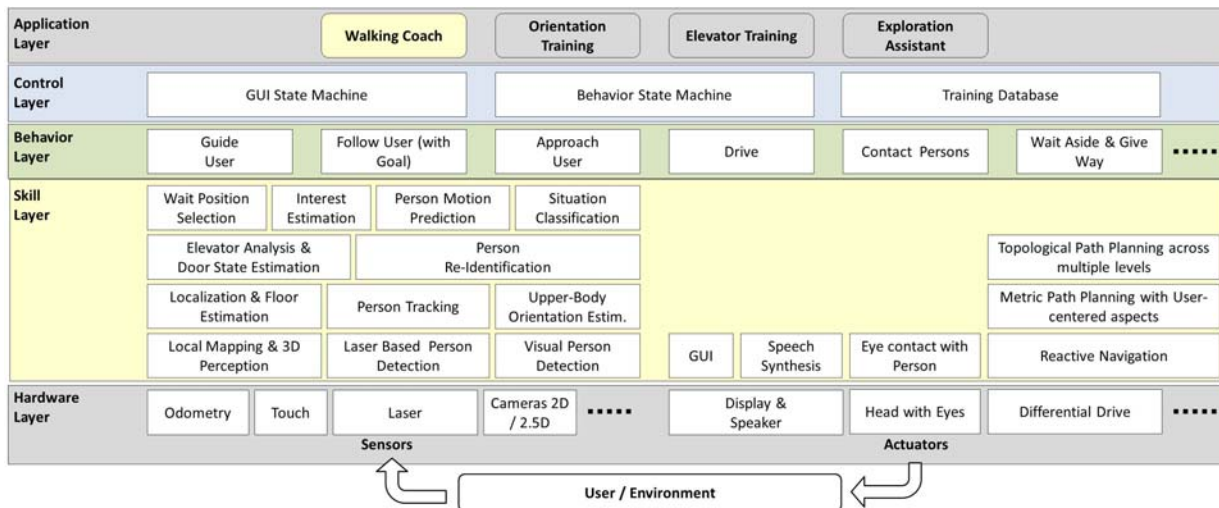 Application
Layer
Walking Coach
Orientation
Training
Elevator Training
Exploration
Assistant
Control
Layer
GUI State Machine
Behavior State Machine
Training Database
Behavior
Layer
Guide
User
Follow User (with
Goal)
Approach
User
Drive
Contact Persons
Wait Aside & Give
Way
Skill
Layer
Wait Position
Selection
Interest
Estimation
Person Motion
Prediction
Situation
Classification
Elevator Analysis &
Door State Estimation
Person
Re-Identification
Topological Path Planning across
multiple levels
Localization & Floor
Estimation
Person Tracking
Upper-Body
Orientation Estim.
Metric Path Planning with User-
centered aspects
Local Mapping & 3D
Perception
Laser Based Person
Detection
Visual Person
Detection
GUI
Speech
Synthesis
Eye contact with
Person
Reactive Navigation
Hardware
Layer
Odometry
Touch
Laser
Cameras 2D
/ 2.5D
Display &
Speaker
Head with Eyes
Differential Drive
Sensors
Actuators
User / Environment